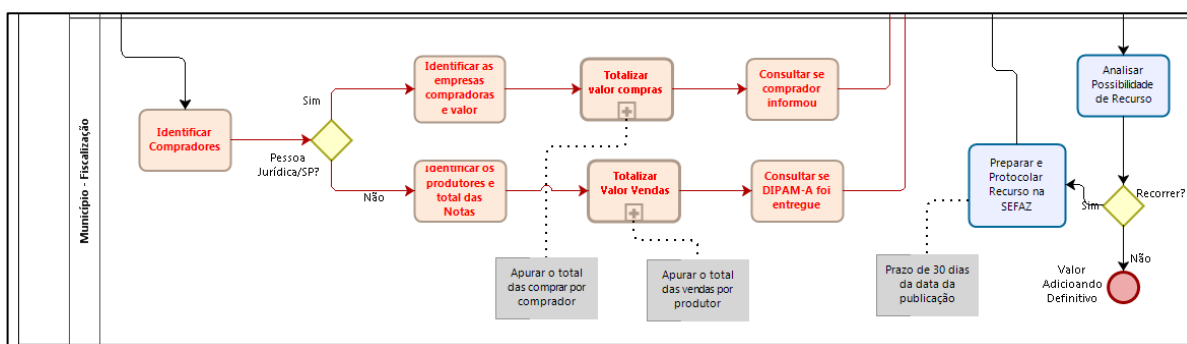 Município - Fiscalização
Identificar
Compradores
Pessoa
Jurídica/SP?
Sim
Não
Identificar as
empresas
compradoras
e valor
Totalizar
valor compras
Consultar se
comprador
informou
Identificar os
produtores e
total das
Notas
Totalizar
Valor Vendas
Consultar se
DIPAM-A foi
entregue
Apurar o total
das comprar por
comprador
Apurar o total
das vendas por
produtor
Analisar
Possibilidade
de Recurso
Preparar e
Protocolar
Recurso na
SEFAZ
Recorrer?
Sim
Não
Prazo de 30 dias
da data da
publicação
Valor
Adicioando
Definitivo